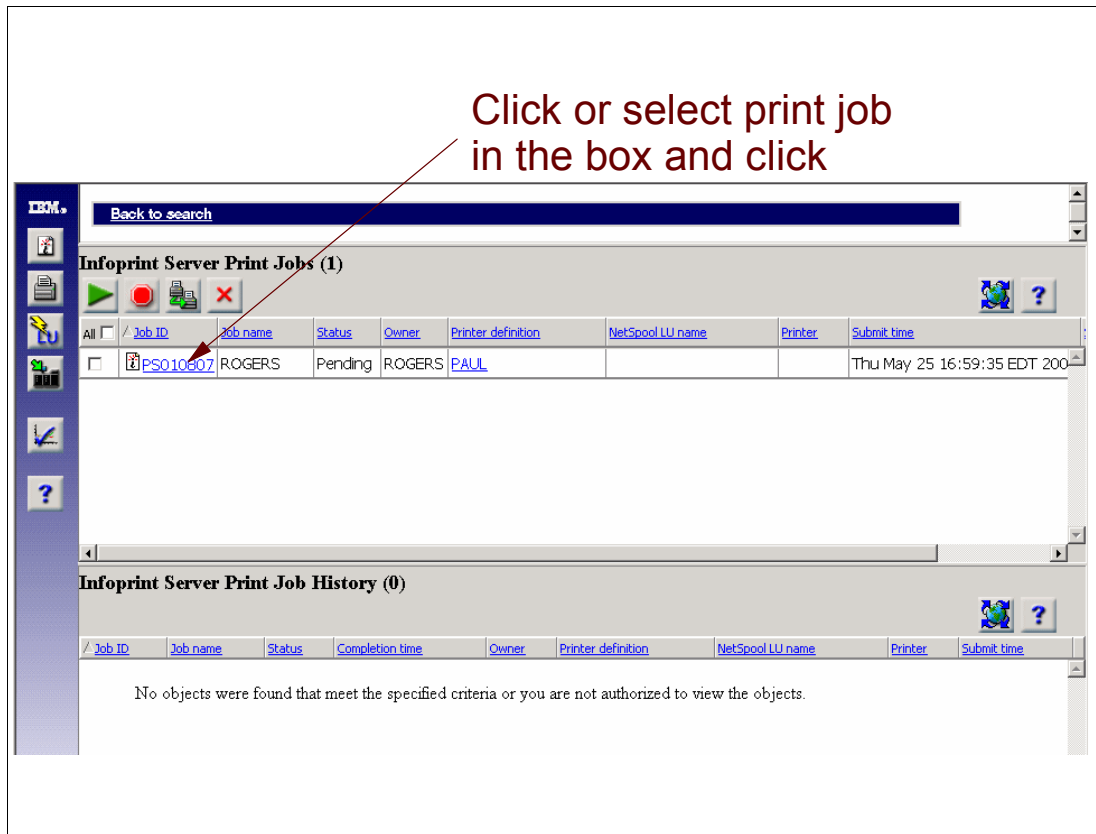 Click or select print job
in the box and click
IBM®
Back to search
Infoprint Server Print Jobs (1)
?
All Job ID Job name Status Owner Printer definition NetSpool LU name Printer Submit time
PS010807 ROGERS Pending ROGERS PAUL Thu May 25 16:59:35 EDT 200
LU
?
Infoprint Server Print Job History (0)
?
Job ID Job name Status Completion time Owner Printer definition NetSpool LU name Printer Submit time
No objects were found that meet the specified criteria or you are not authorized to view the objects.